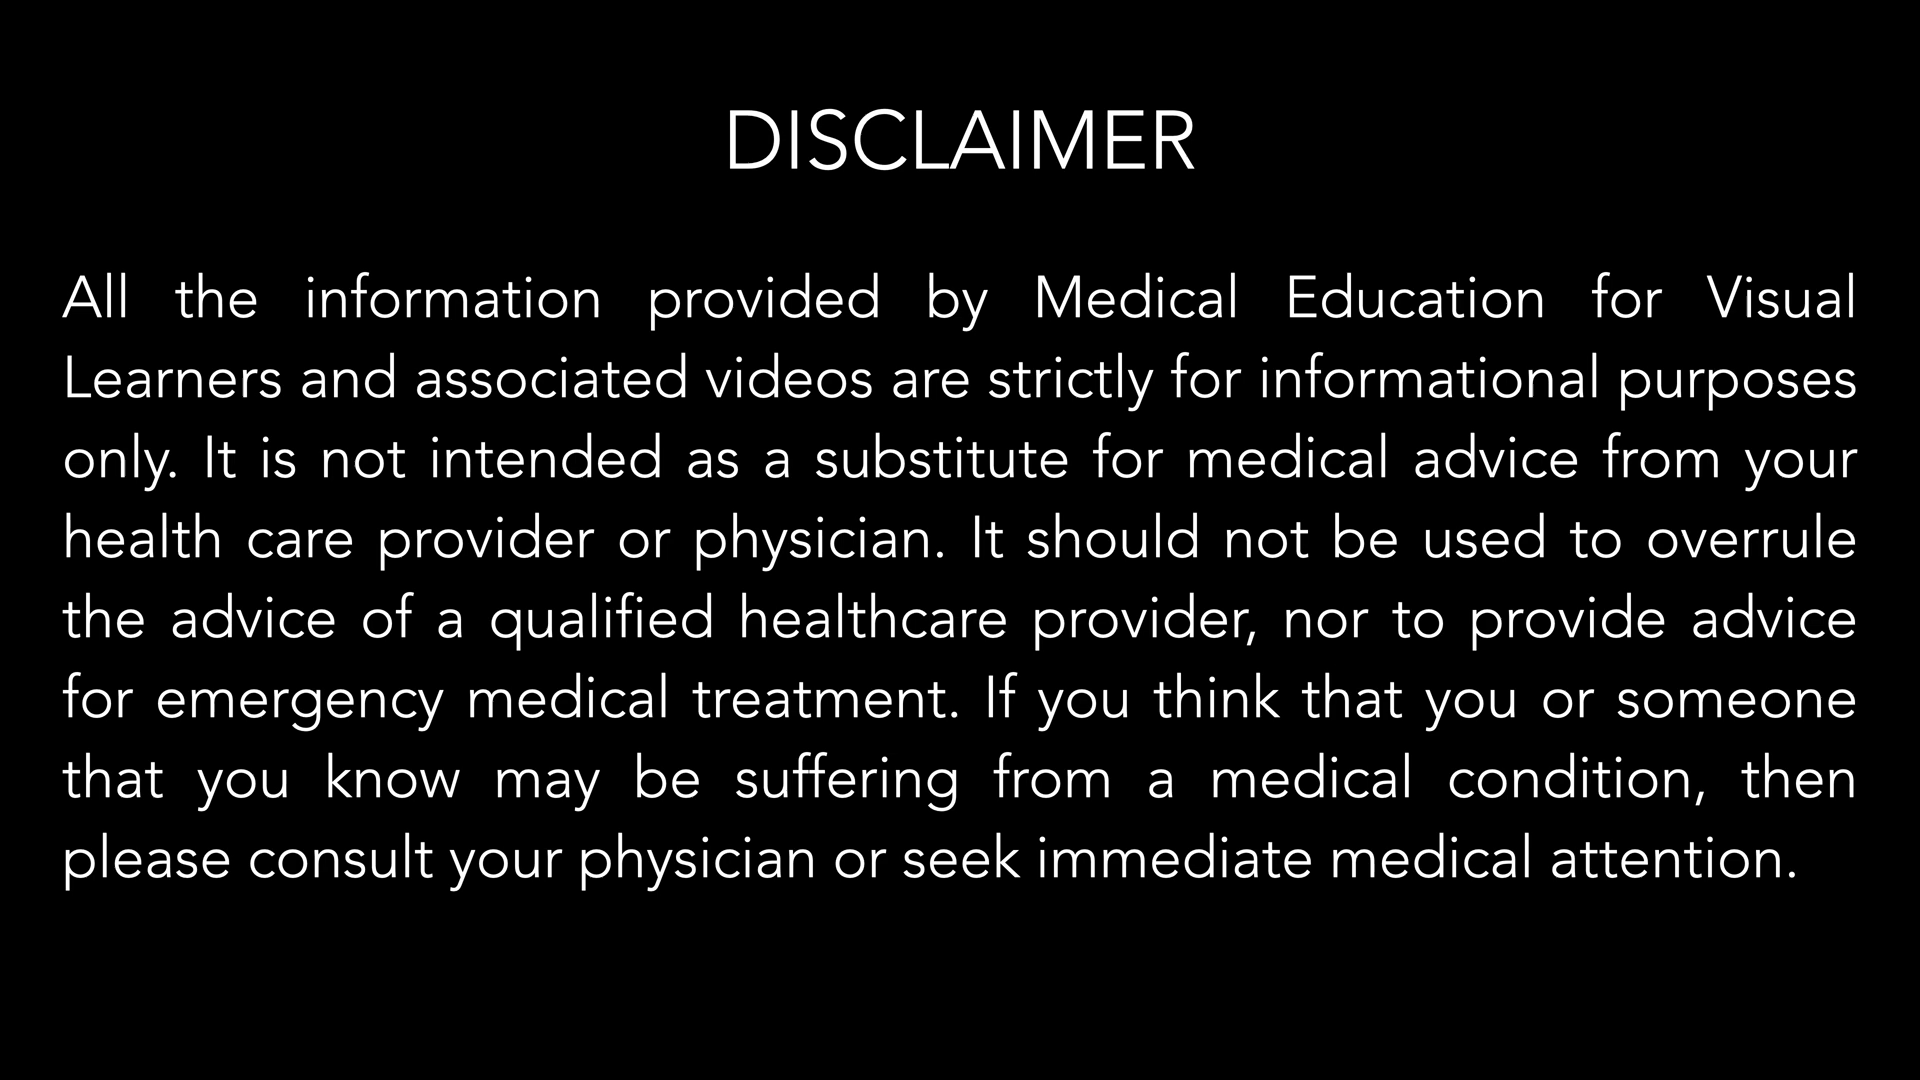 DISCLAIMER
All the information provided by Medical Education for Visual
Learners and associated videos are strictly for informational purposes
only. It is not intended as a substitute for medical advice from your
health care provider or physician. It should not be used to overrule
the advice of a qualified healthcare provider, nor to provide advice
for emergency medical treatment. If you think that you or someone
that you know may be suffering from a medical condition, then
please consult your physician or seek immediate medical attention.